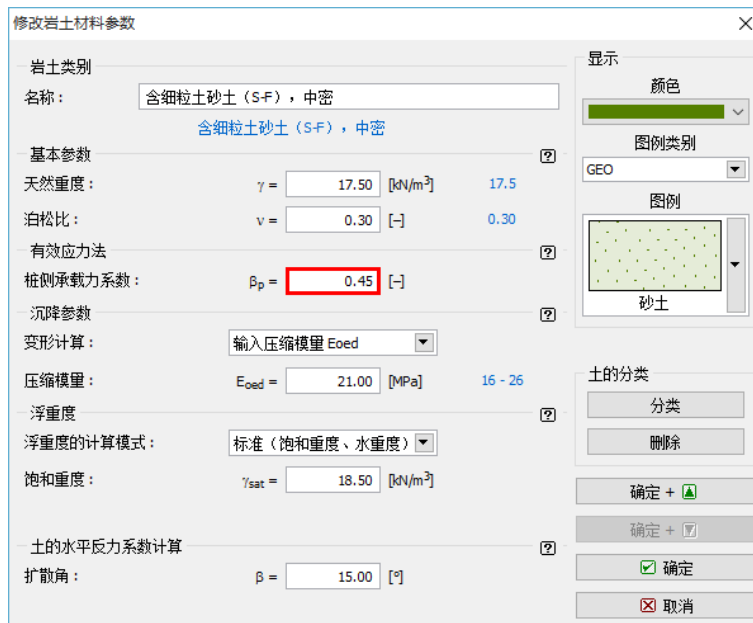 修改岩土材料参数
岩土类别
名称： 含细粒土砂土（S-F），中密
含细粒土砂土（S-F），中密
基本参数 [?]
天然重度： γ = 17.50 [kN/m³] 17.5
泊松比： ν = 0.30 [–] 0.30
有效应力法 [?]
桩侧承载力系数： βp = 0.45 [–]
沉降参数 [?]
变形计算： 输入压缩模量 Eoed
压缩模量： Eoed = 21.00 [MPa] 16 - 26
浮重度 [?]
浮重度的计算模式： 标准（饱和重度、水重度）
饱和重度： γsat = 18.50 [kN/m³]
土的水平反力系数计算 [?]
扩散角： β = 15.00 [°]
显示
颜色
图例类别
GEO
图例
砂土
土的分类
分类
删除
确定 +
确定 +
确定
取消